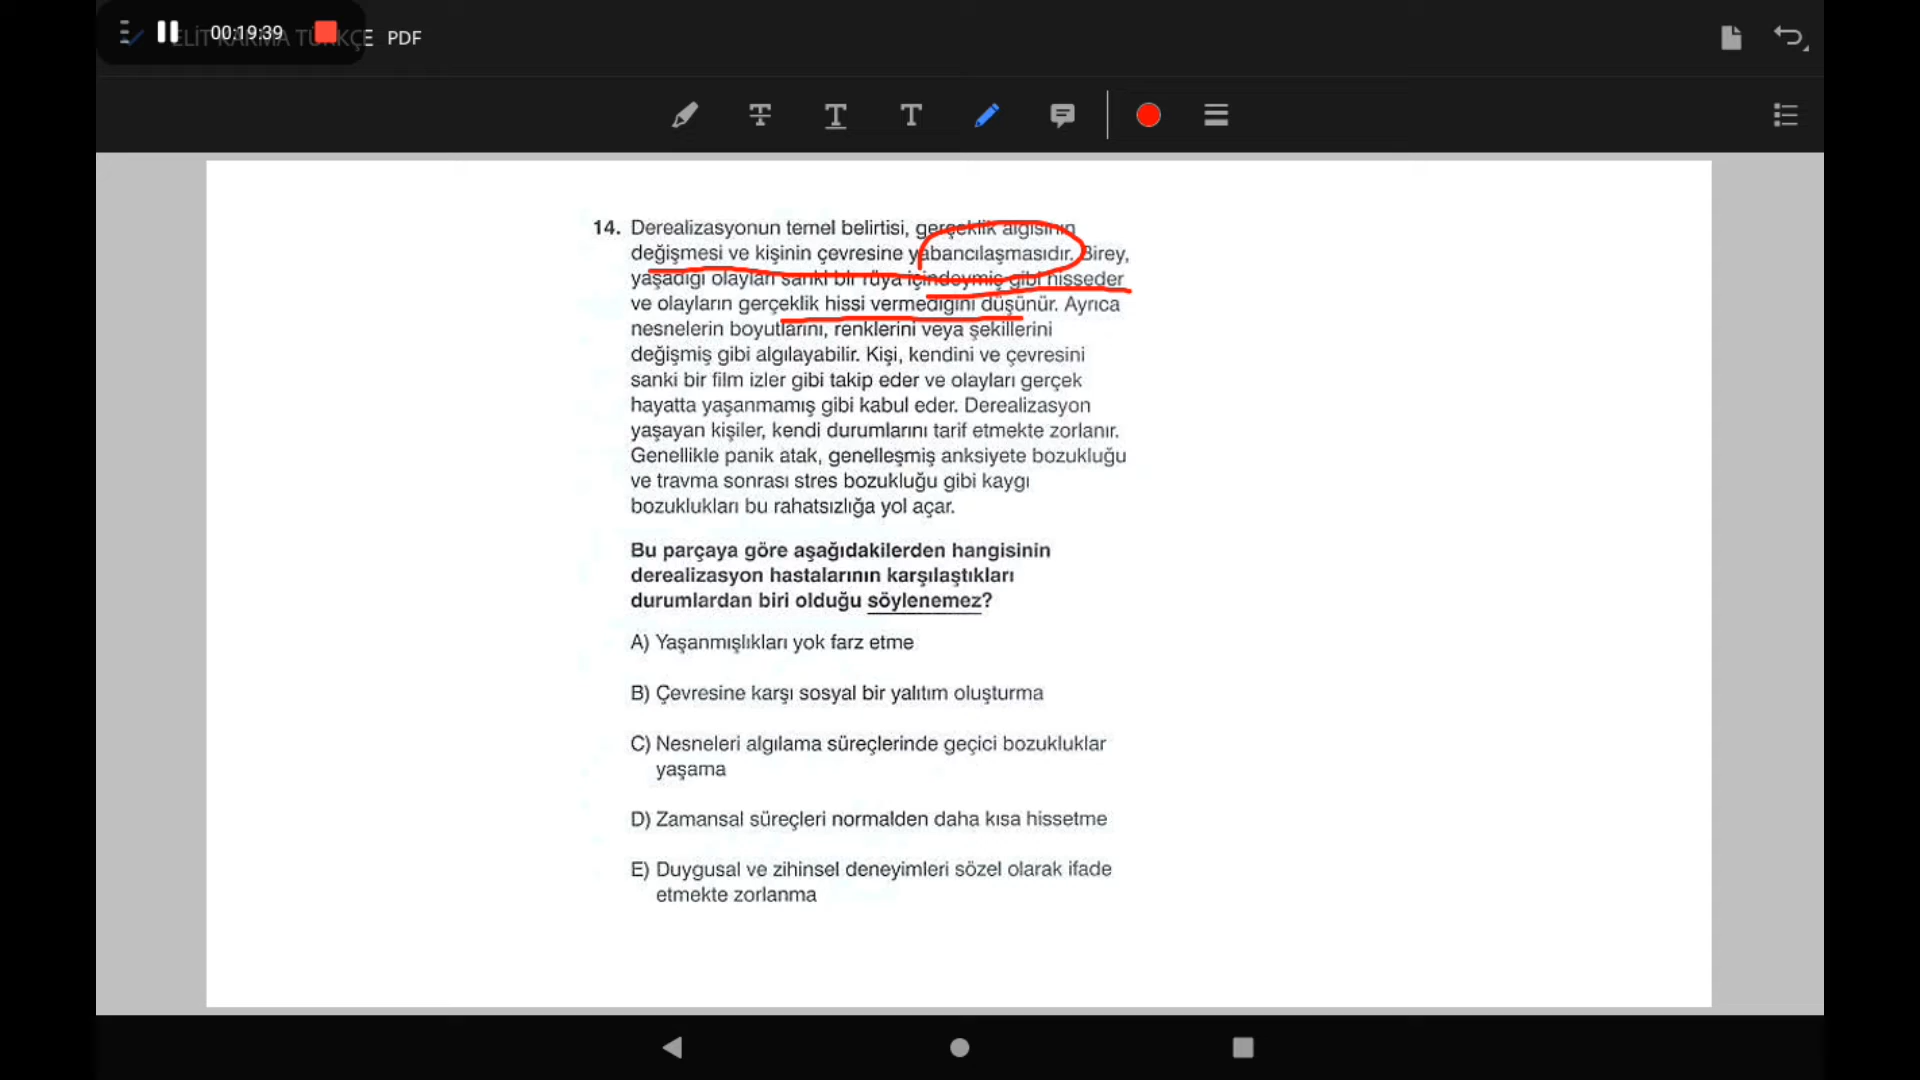 00:19:39
ELİT KARMA TÜRKÇE PDF
14. Derealizasyonun temel belirtisi, gerçeklik algısının
değişmesi ve kişinin çevresine yabancılaşmasıdır. Birey,
yaşadığı olayları sanki bir rüya içindeymiş gibi hisseder
ve olayların gerçeklik hissi vermediğini düşünür. Ayrıca
nesnelerin boyutlarını, renklerini veya şekillerini
değişmiş gibi algılayabilir. Kişi, kendini ve çevresini
sanki bir film izler gibi takip eder ve olayları gerçek
hayatta yaşanmamış gibi kabul eder. Derealizasyon
yaşayan kişiler, kendi durumlarını tarif etmekte zorlanır.
Genellikle panik atak, genelleşmiş anksiyete bozukluğu
ve travma sonrası stres bozukluğu gibi kaygı
bozuklukları bu rahatsızlığa yol açar.
Bu parçaya göre aşağıdakilerden hangisinin
derealizasyon hastalarının karşılaştıkları
durumlardan biri olduğu söylenemez?
A) Yaşanmışlıkları yok farz etme
B) Çevresine karşı sosyal bir yalıtım oluşturma
C) Nesneleri algılama süreçlerinde geçici bozukluklar
yaşama
D) Zamansal süreçleri normalden daha kısa hissetme
E) Duygusal ve zihinsel deneyimleri sözel olarak ifade
etmekte zorlanma